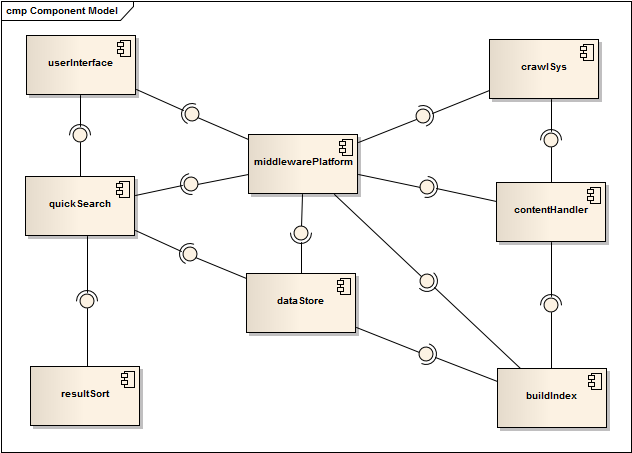 cmp Component Model
userInterface
crawlSys
middlewarePlatform
quickSearch
contentHandler
dataStore
resultSort
buildIndex